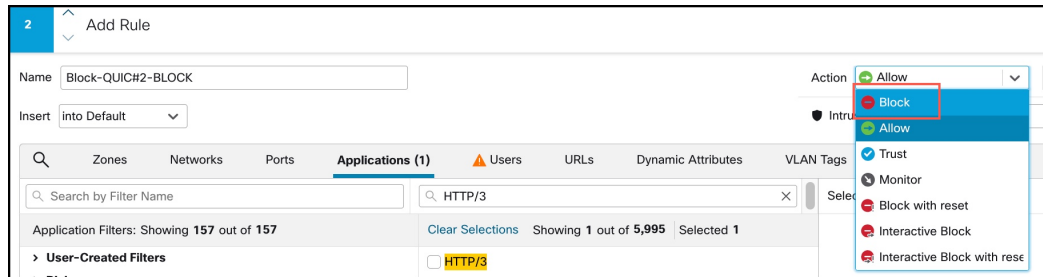 2 Add Rule
Name Block-QUIC#2-BLOCK Action Allow
Block
Insert into Default Intru
Allow
Zones Networks Ports Applications (1) Users URLs Dynamic Attributes VLAN Tags Trust
Monitor
Search by Filter Name HTTP/3 Selec
Block with reset
Application Filters: Showing 157 out of 157 Clear Selections Showing 1 out of 5,995 Selected 1
Interactive Block
> User-Created Filters HTTP/3 Interactive Block with rese